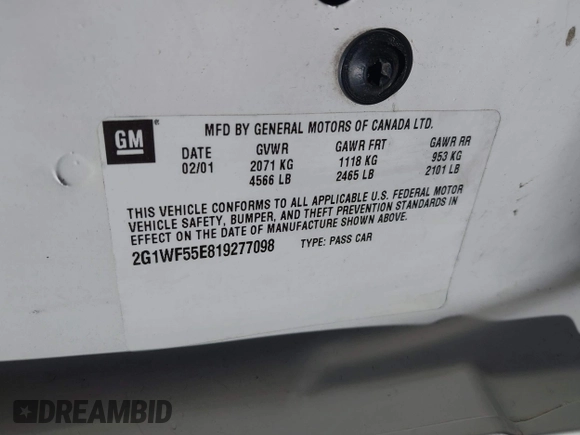 GM
MFD BY GENERAL MOTORS OF CANADA LTD.
DATE GVWR GAWR FRT GAWR RR
02/01 2071 KG 1118 KG 953 KG
4566 LB 2465 LB 2101 LB
THIS VEHICLE CONFORMS TO ALL APPLICABLE U.S. FEDERAL MOTOR
VEHICLE SAFETY, BUMPER, AND THEFT PREVENTION STANDARDS IN
EFFECT ON THE DATE OF MANUFACTURE SHOWN ABOVE.
2G1WF55E819277098 TYPE: PASS CAR
DREAMBID